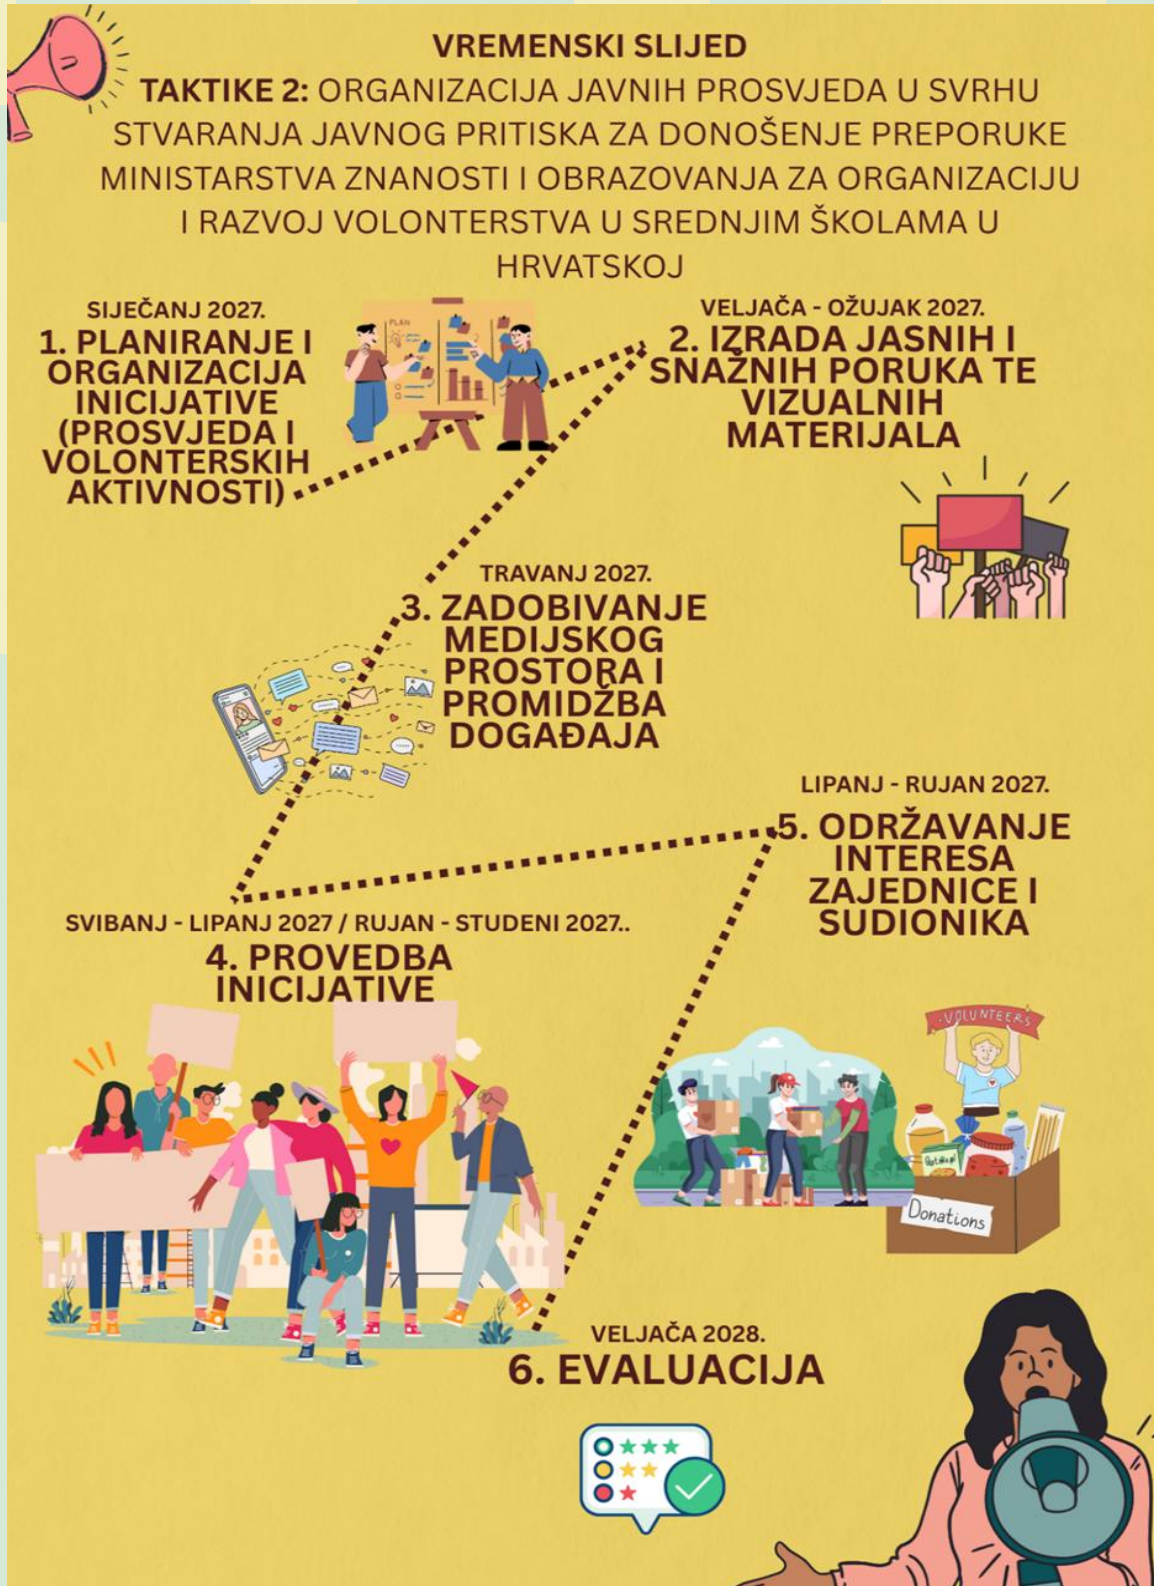 VREMENSKI SLIJED
TAKTIKE 2: ORGANIZACIJA JAVNIH PROSVJEDA U SVRHU
STVARANJA JAVNOG PRITISKA ZA DONOŠENJE PREPORUKE
MINISTARSTVA ZNANOSTI I OBRAZOVANJA ZA ORGANIZACIJU
I RAZVOJ VOLONTERSTVA U SREDNJIM ŠKOLAMA U
HRVATSKOJ
SIJEČANJ 2027.
1. PLANIRANJE I
ORGANIZACIJA
INICIJATIVE
(PROSVJEDA I
VOLONTERSKIH
AKTIVNOSTI)
PLAN
VELJAČA - OŽUJAK 2027.
2. IZRADA JASNIH I
SNAŽNIH PORUKA TE
VIZUALNIH
MATERIJALA
TRAVANJ 2027.
3. ZADOBIVANJE
MEDIJSKOG
PROSTORA I
PROMIDŽBA
DOGAĐAJA
SVIBANJ - LIPANJ 2027 / RUJAN - STUDENI 2027..
4. PROVEDBA
INICIJATIVE
LIPANJ - RUJAN 2027.
5. ODRŽAVANJE
INTERESA
ZAJEDNICE I
SUDIONIKA
VOLUNTEERS
Donations
VELJAČA 2028.
6. EVALUACIJA